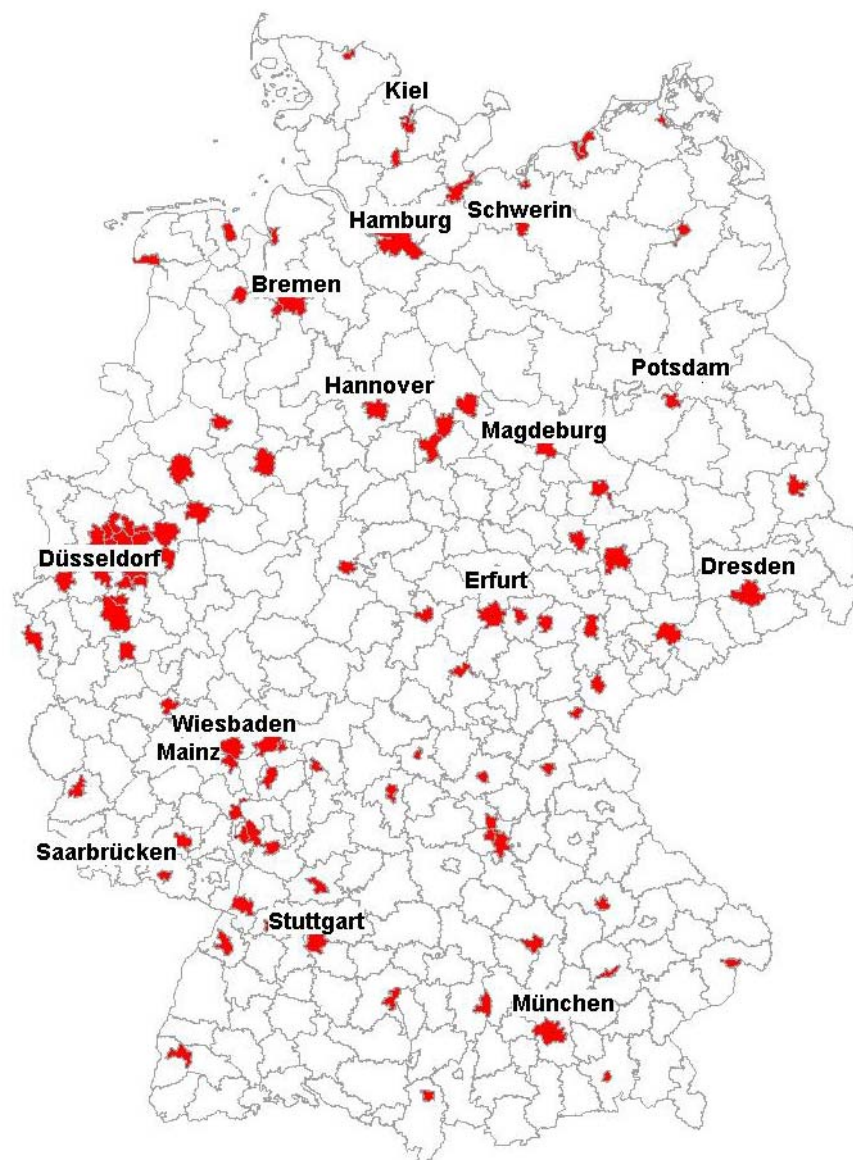 Kiel
Schwerin
Hamburg
Bremen
Potsdam
Hannover
Magdeburg
Düsseldorf
Dresden
Erfurt
Wiesbaden
Mainz
Saarbrücken
Stuttgart
München